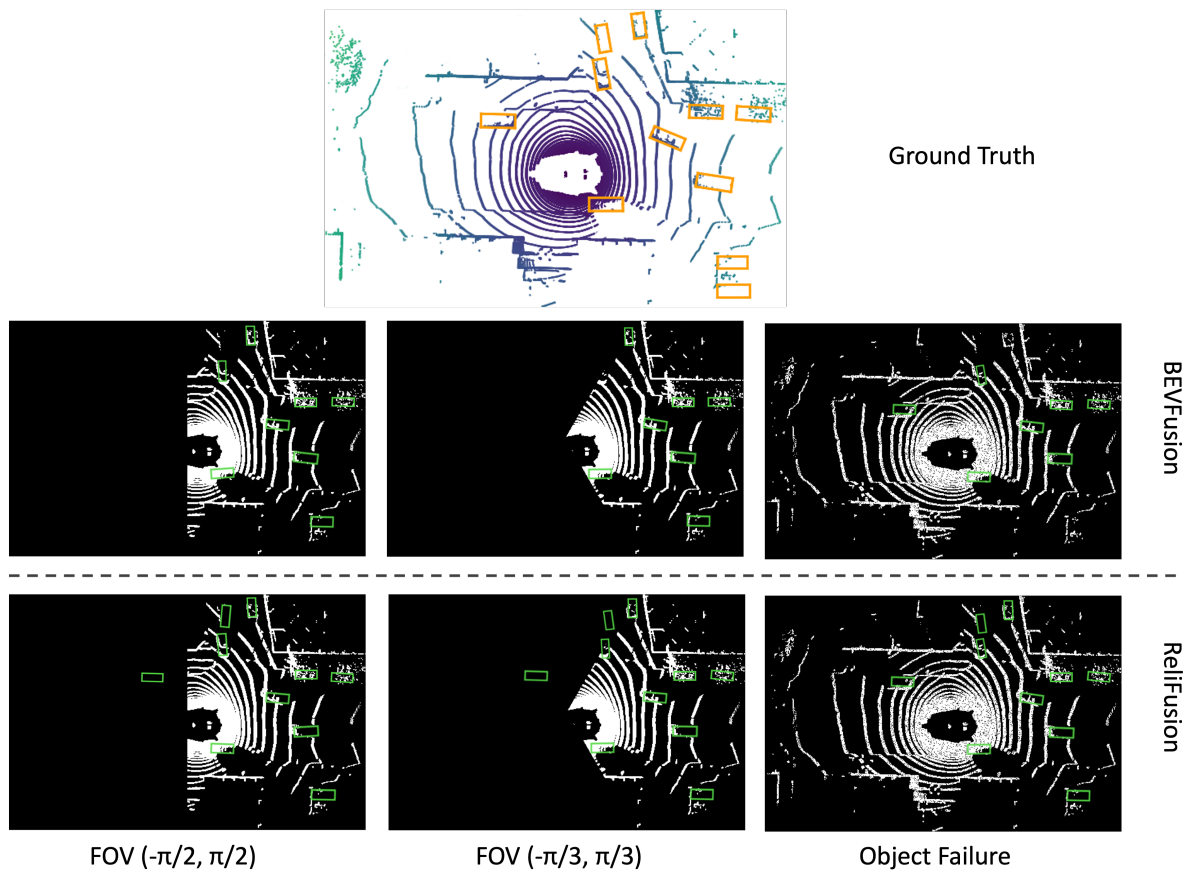 Ground Truth
BEVFusion
ReliFusion
FOV (-π/2, π/2)
FOV (-π/3, π/3)
Object Failure